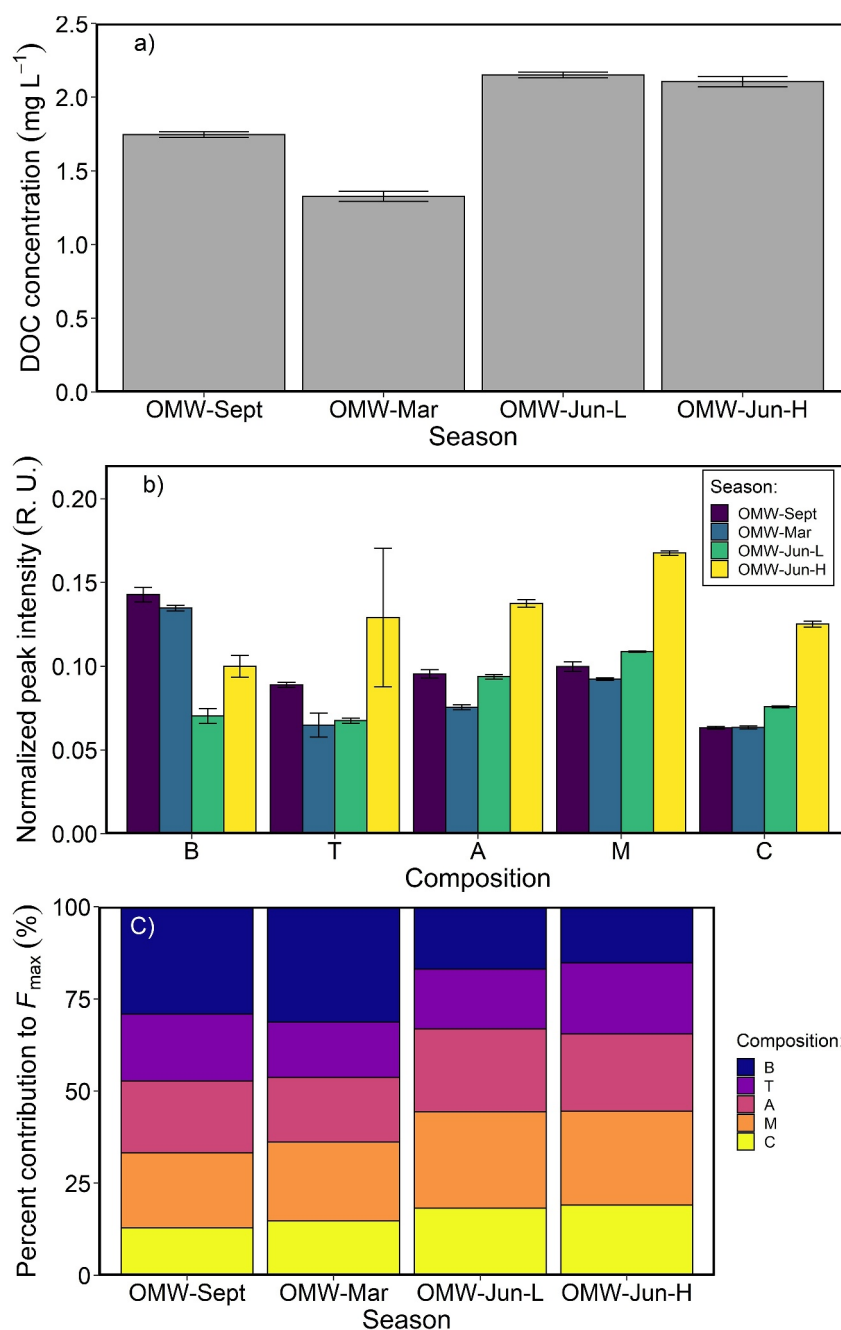 a)
DOC concentration (mg L⁻¹)
2.5
2.0
1.5
1.0
0.5
0.0
OMW-Sept OMW-Mar OMW-Jun-L OMW-Jun-H
Season
b)
Normalized peak intensity (R. U.)
0.20
0.15
0.10
0.05
0.00
Season:
OMW-Sept
OMW-Mar
OMW-Jun-L
OMW-Jun-H
B T A M C
Composition
C)
Percent contribution to Fmax (%)
100
75
50
25
0
Composition:
B
T
A
M
C
OMW-Sept OMW-Mar OMW-Jun-L OMW-Jun-H
Season